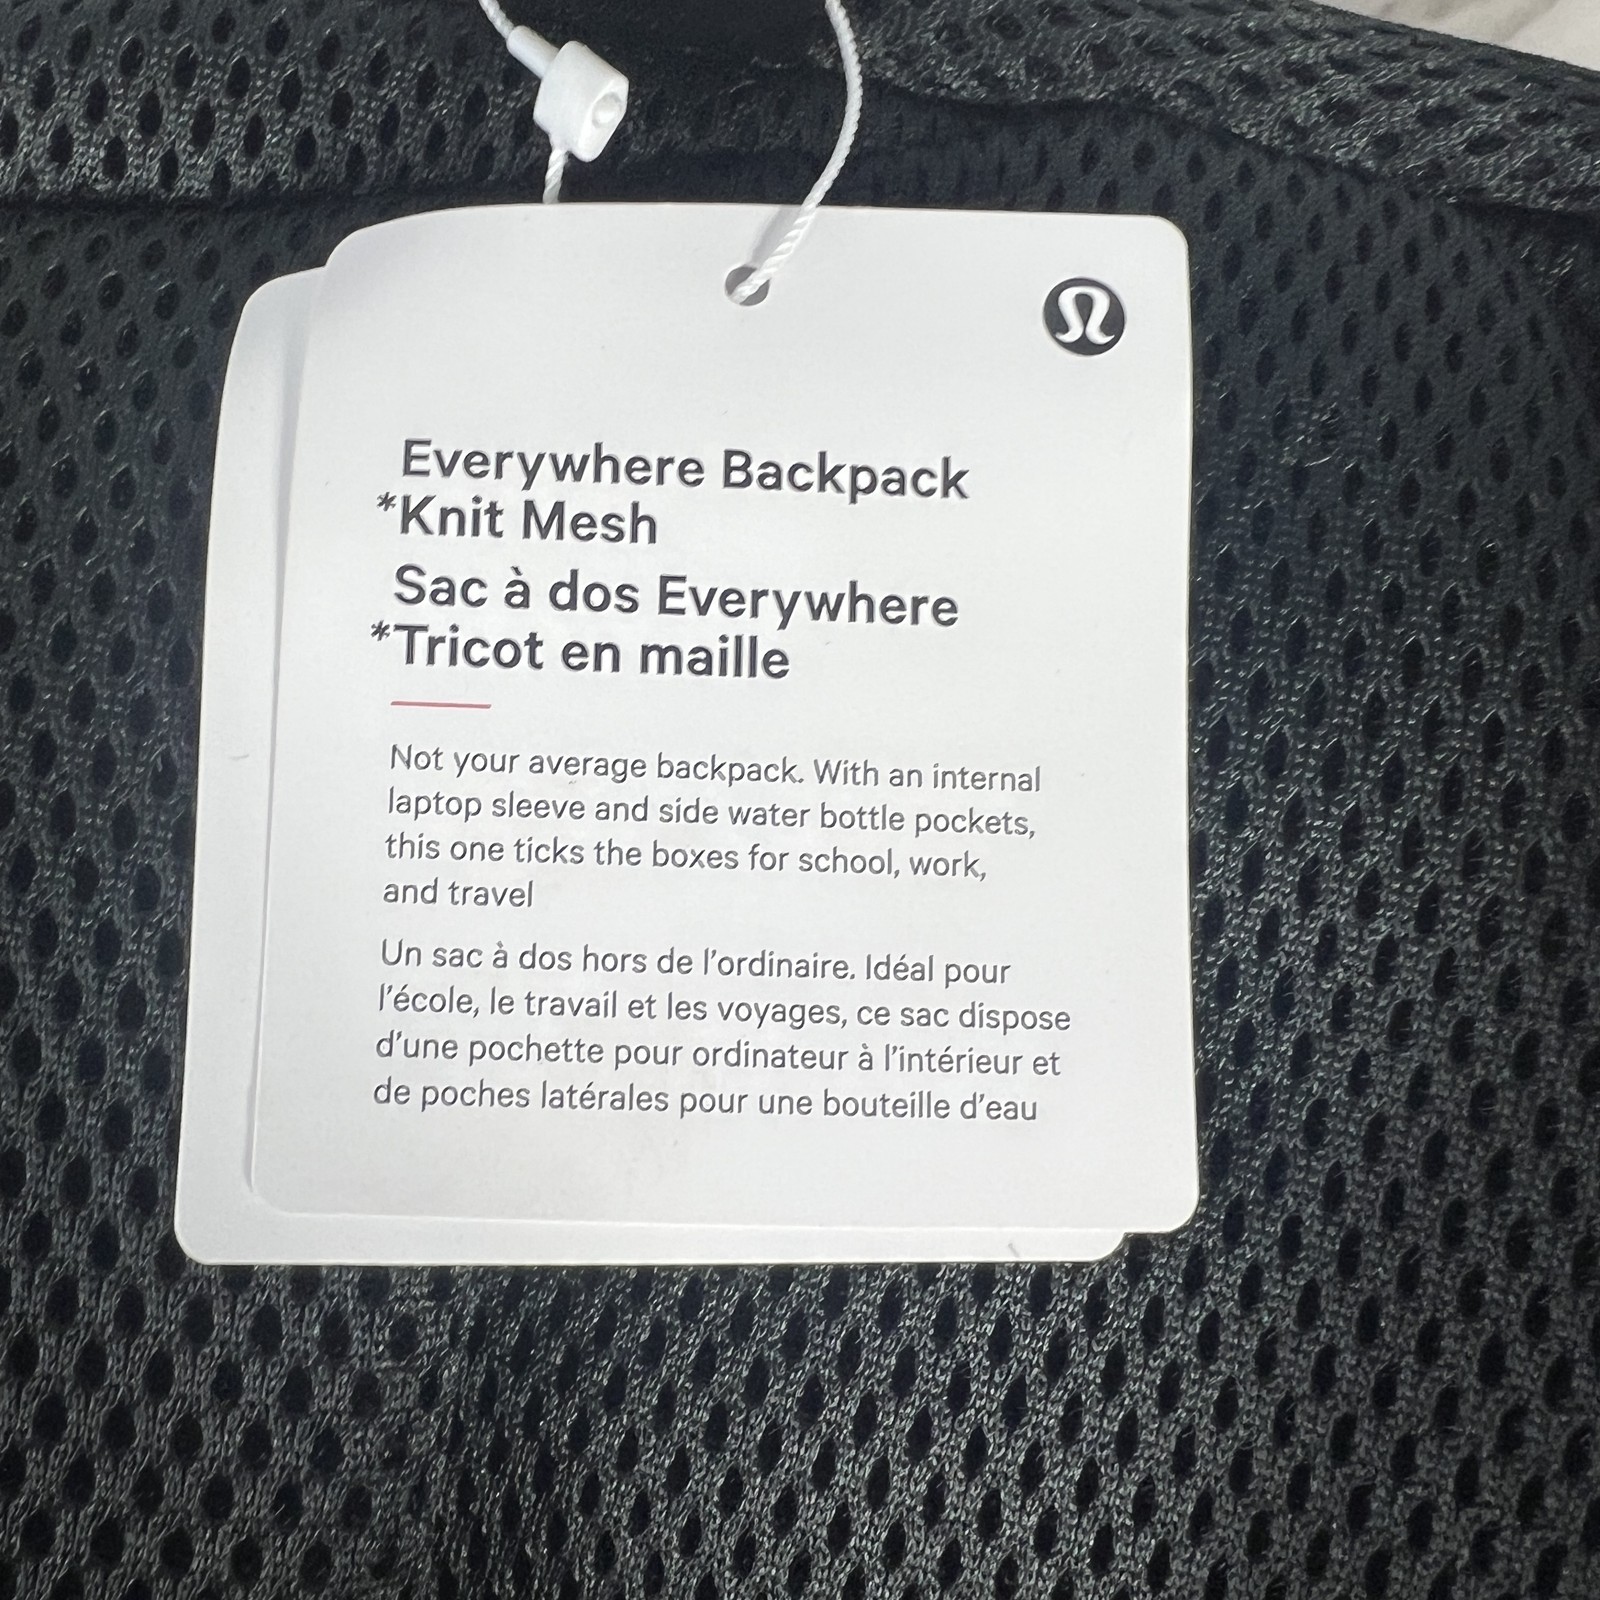 Everywhere Backpack
*Knit Mesh
Sac à dos Everywhere
*Tricot en maille
Not your average backpack. With an internal
laptop sleeve and side water bottle pockets,
this one ticks the boxes for school, work,
and travel
Un sac à dos hors de l'ordinaire. Idéal pour
l'école, le travail et les voyages, ce sac dispose
d'une pochette pour ordinateur à l'intérieur et
de poches latérales pour une bouteille d'eau